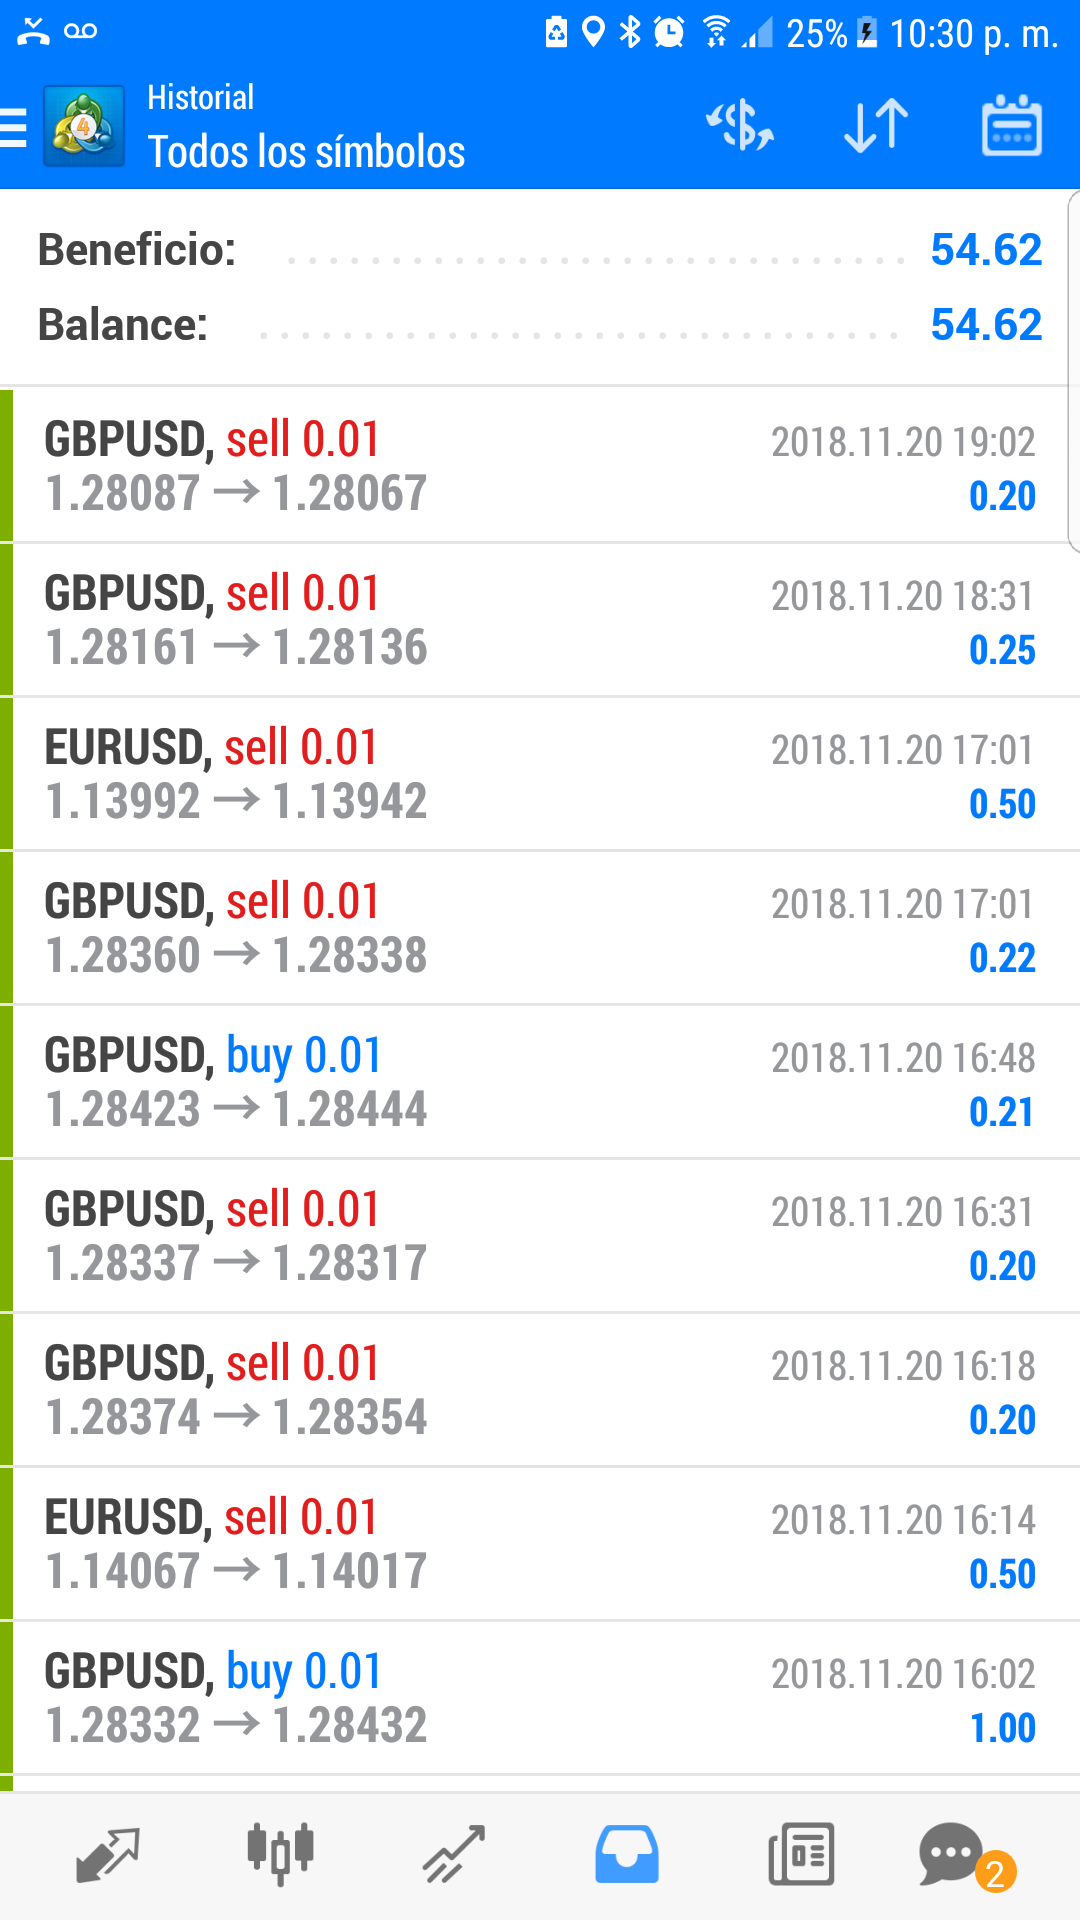 25% 10:30 p. m.
Historial
Todos los símbolos
Beneficio: 54.62
Balance: 54.62
GBPUSD, sell 0.01 2018.11.20 19:02
1.28087 → 1.28067 0.20
GBPUSD, sell 0.01 2018.11.20 18:31
1.28161 → 1.28136 0.25
EURUSD, sell 0.01 2018.11.20 17:01
1.13992 → 1.13942 0.50
GBPUSD, sell 0.01 2018.11.20 17:01
1.28360 → 1.28338 0.22
GBPUSD, buy 0.01 2018.11.20 16:48
1.28423 → 1.28444 0.21
GBPUSD, sell 0.01 2018.11.20 16:31
1.28337 → 1.28317 0.20
GBPUSD, sell 0.01 2018.11.20 16:18
1.28374 → 1.28354 0.20
EURUSD, sell 0.01 2018.11.20 16:14
1.14067 → 1.14017 0.50
GBPUSD, buy 0.01 2018.11.20 16:02
1.28332 → 1.28432 1.00
2